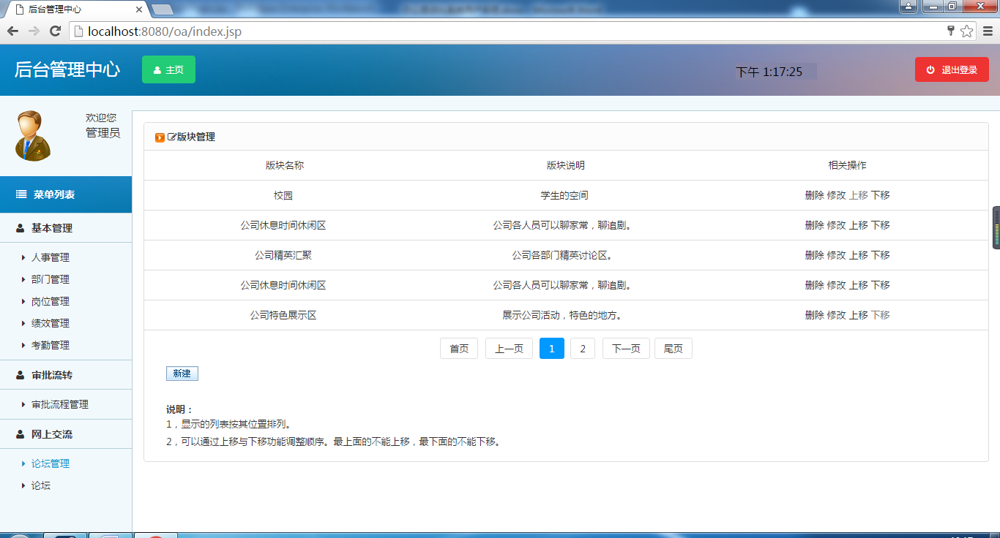 后台管理中心
localhost:8080/oa/index.jsp
后台管理中心
主页
下午 1:17:25
退出登录
欢迎您
管理员
菜单列表
基本管理
人事管理
部门管理
岗位管理
绩效管理
考勤管理
审批流转
审批流程管理
网上交流
论坛管理
论坛
版块管理
版块名称 版块说明 相关操作
校园 学生的空间 删除 修改 上移 下移
公司休息时间休闲区 公司各人员可以聊家常，聊追剧。 删除 修改 上移 下移
公司精英汇聚 公司各部门精英讨论区。 删除 修改 上移 下移
公司休息时间休闲区 公司各人员可以聊家常，聊追剧。 删除 修改 上移 下移
公司特色展示区 展示公司活动，特色的地方。 删除 修改 上移 下移
首页 上一页 1 2 下一页 尾页
新建
说明：
1，显示的列表按其位置排列。
2，可以通过上移与下移功能调整顺序。最上面的不能上移，最下面的不能下移。